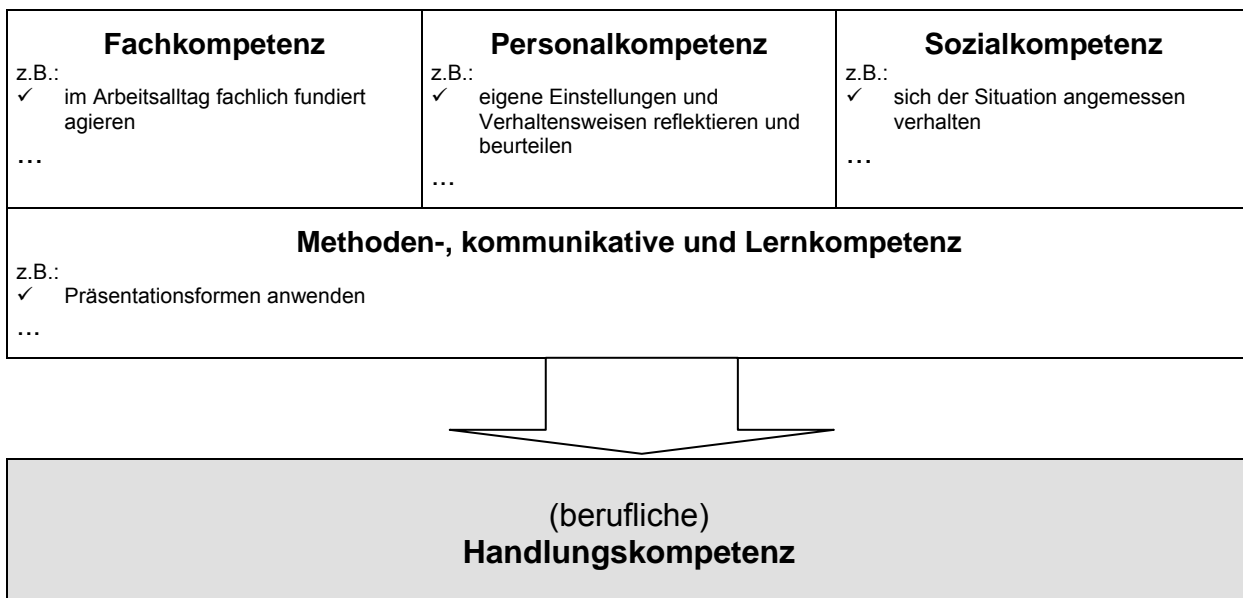 Fachkompetenz
z.B.:
✓ im Arbeitsalltag fachlich fundiert
agieren
…
Personalkompetenz
z.B.:
✓ eigene Einstellungen und
Verhaltensweisen reflektieren und
beurteilen
…
Sozialkompetenz
z.B.:
✓ sich der Situation angemessen
verhalten
…
Methoden-, kommunikative und Lernkompetenz
z.B.:
✓ Präsentationsformen anwenden
…
(berufliche)
Handlungskompetenz